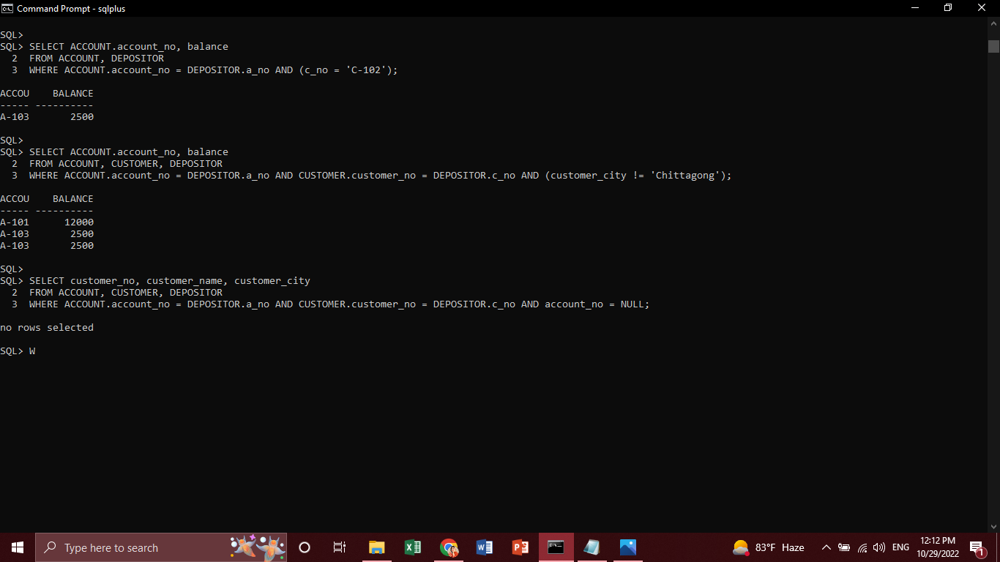 Command Prompt - sqlplus
SQL>
SQL> SELECT ACCOUNT.account_no, balance
  2  FROM ACCOUNT, DEPOSITOR
  3  WHERE ACCOUNT.account_no = DEPOSITOR.a_no AND (c_no = 'C-102');
ACCOU    BALANCE
----- ----------
A-103       2500
SQL>
SQL> SELECT ACCOUNT.account_no, balance
  2  FROM ACCOUNT, CUSTOMER, DEPOSITOR
  3  WHERE ACCOUNT.account_no = DEPOSITOR.a_no AND CUSTOMER.customer_no = DEPOSITOR.c_no AND (customer_city != 'Chittagong');
ACCOU    BALANCE
----- ----------
A-101      12000
A-103       2500
A-103       2500
SQL>
SQL> SELECT customer_no, customer_name, customer_city
  2  FROM ACCOUNT, CUSTOMER, DEPOSITOR
  3  WHERE ACCOUNT.account_no = DEPOSITOR.a_no AND CUSTOMER.customer_no = DEPOSITOR.c_no AND account_no = NULL;
no rows selected
SQL> W
Type here to search
83°F Haze
ENG
12:12 PM
10/29/2022
1